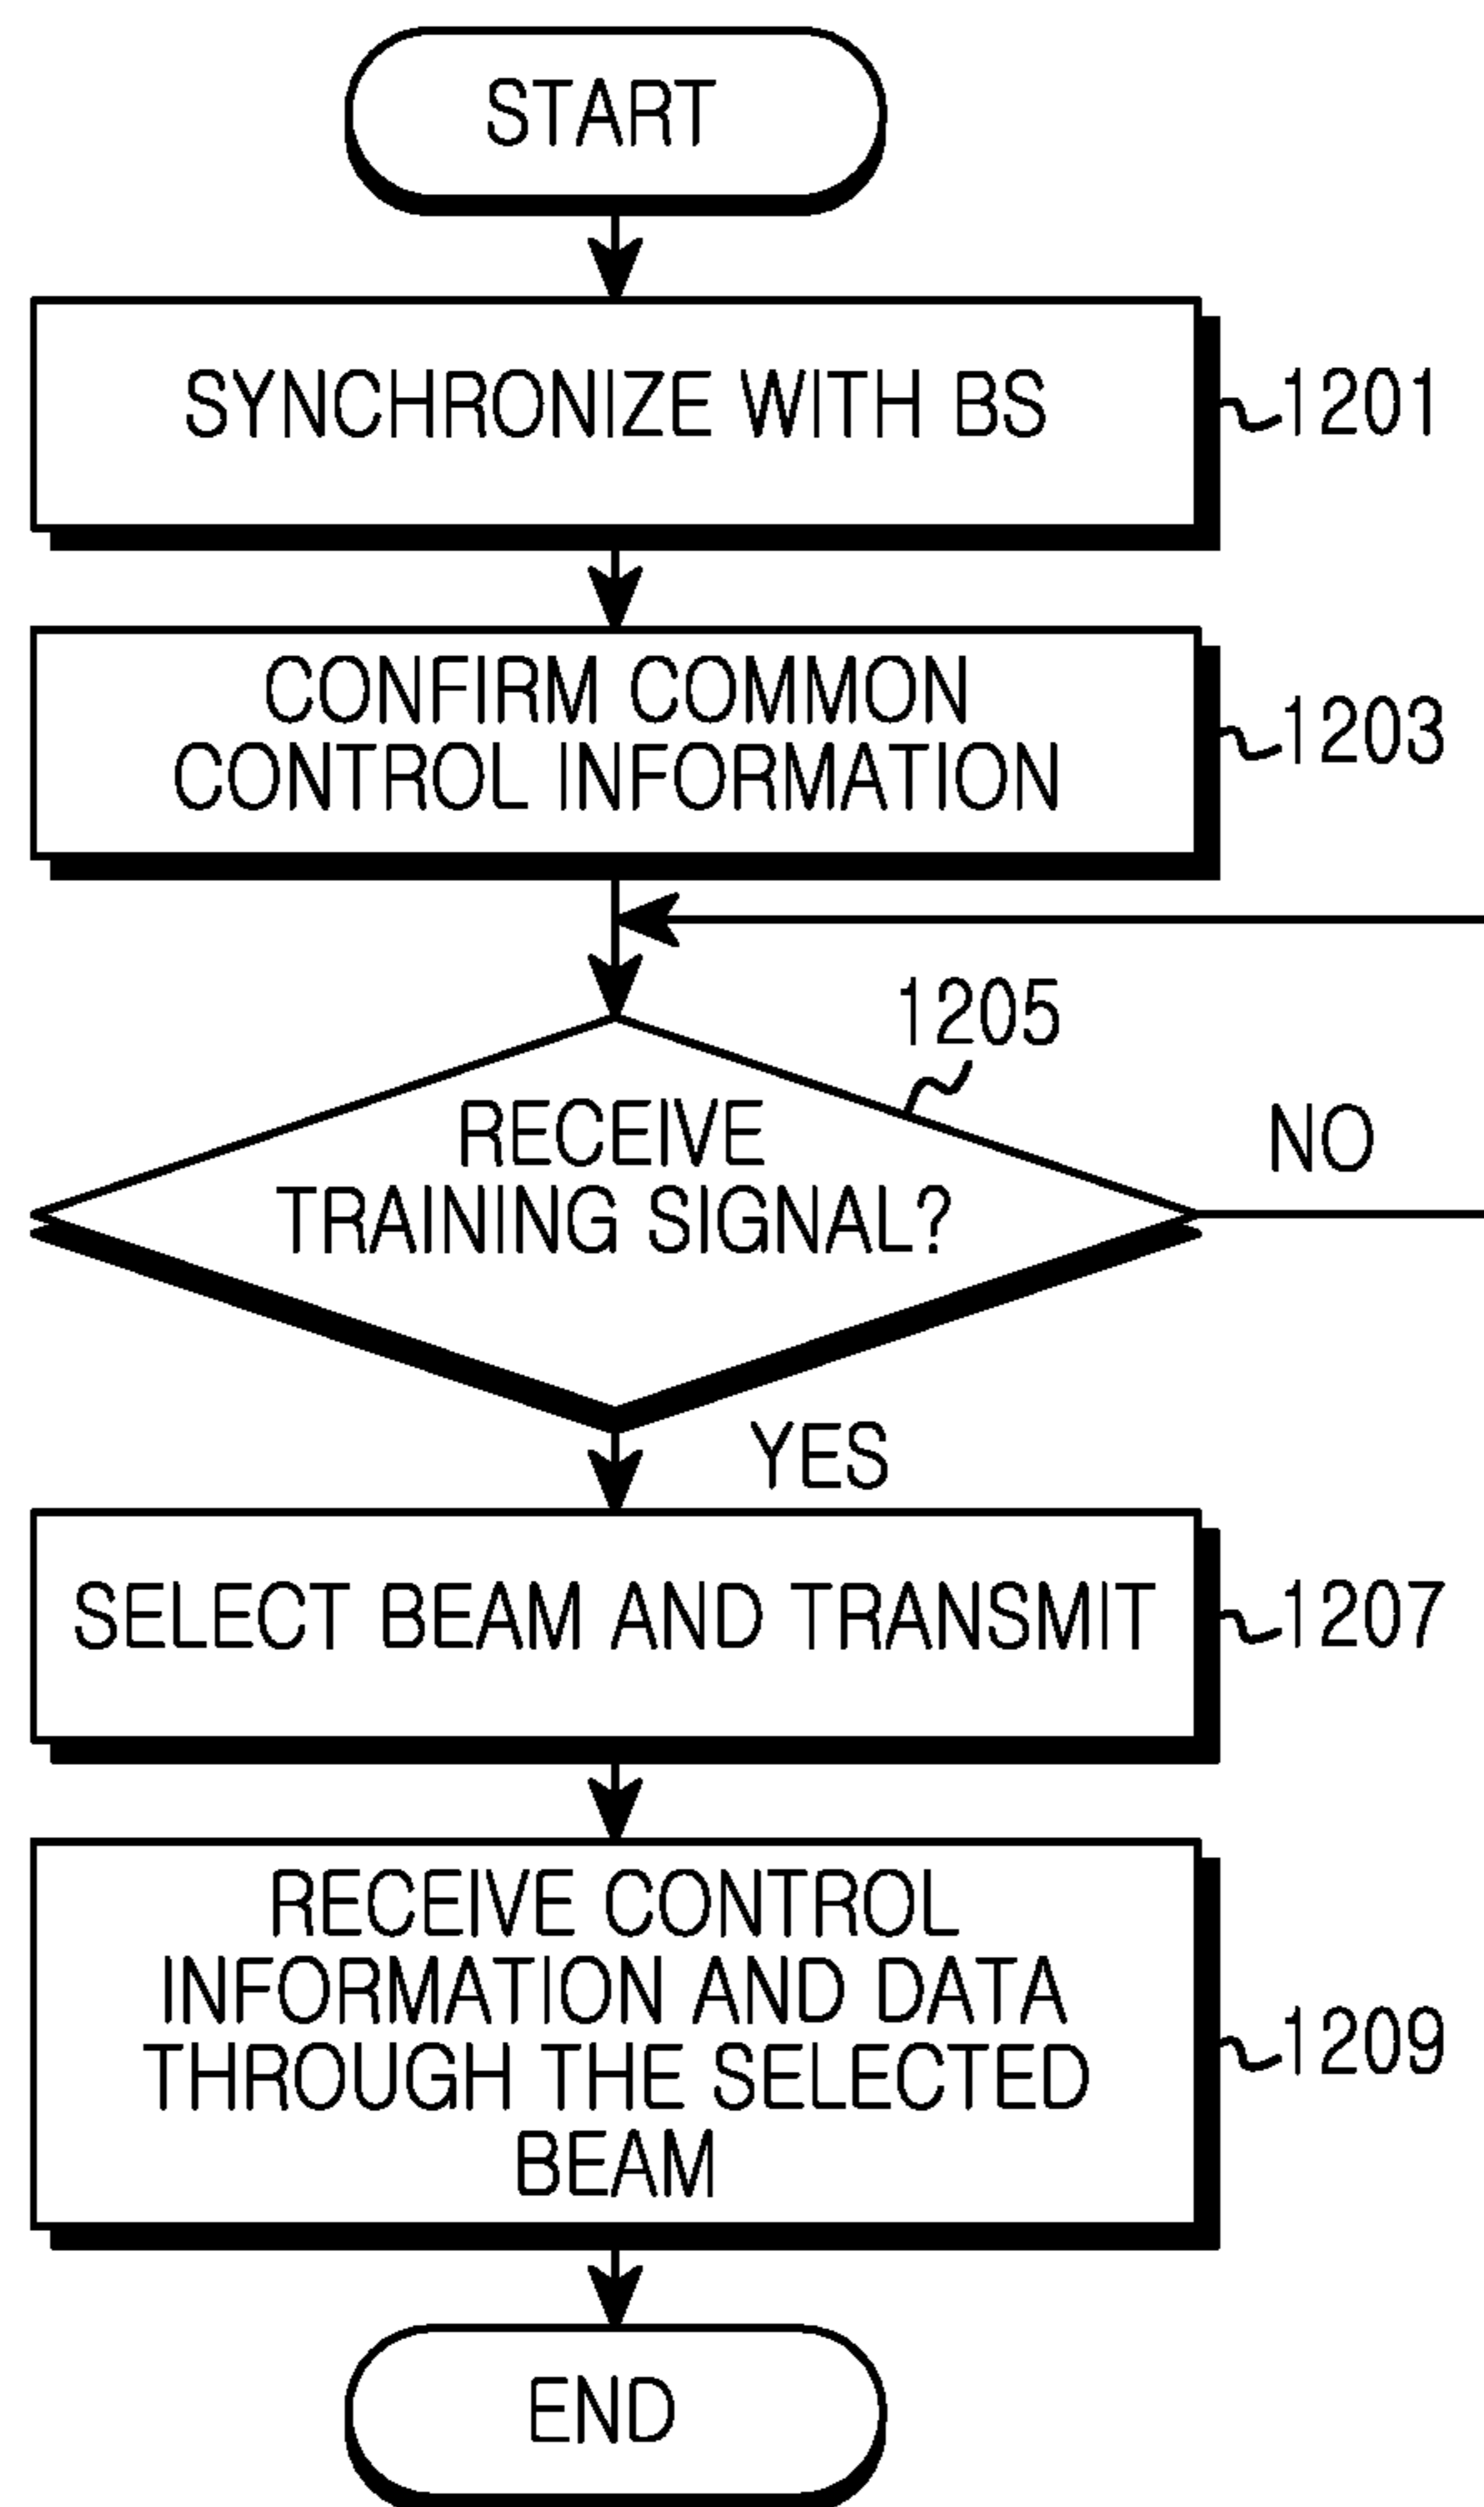 START
SYNCHRONIZE WITH BS
1201
CONFIRM COMMON
CONTROL INFORMATION
1203
1205
RECEIVE
TRAINING SIGNAL?
NO
YES
SELECT BEAM AND TRANSMIT
1207
RECEIVE CONTROL
INFORMATION AND DATA
THROUGH THE SELECTED
BEAM
1209
END